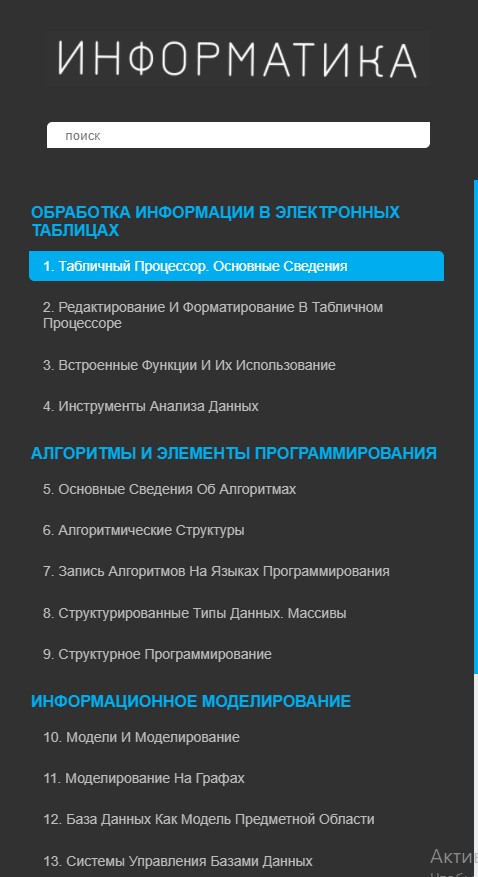 ИНФОРМАТИКА
поиск
ОБРАБОТКА ИНФОРМАЦИИ В ЭЛЕКТРОННЫХ
ТАБЛИЦАХ
1. Табличный Процессор. Основные Сведения
2. Редактирование И Форматирование В Табличном
Процессоре
3. Встроенные Функции И Их Использование
4. Инструменты Анализа Данных
АЛГОРИТМЫ И ЭЛЕМЕНТЫ ПРОГРАММИРОВАНИЯ
5. Основные Сведения Об Алгоритмах
6. Алгоритмические Структуры
7. Запись Алгоритмов На Языках Программирования
8. Структурированные Типы Данных. Массивы
9. Структурное Программирование
ИНФОРМАЦИОННОЕ МОДЕЛИРОВАНИЕ
10. Модели И Моделирование
11. Моделирование На Графах
12. База Данных Как Модель Предметной Области
13. Системы Управления Базами Данных